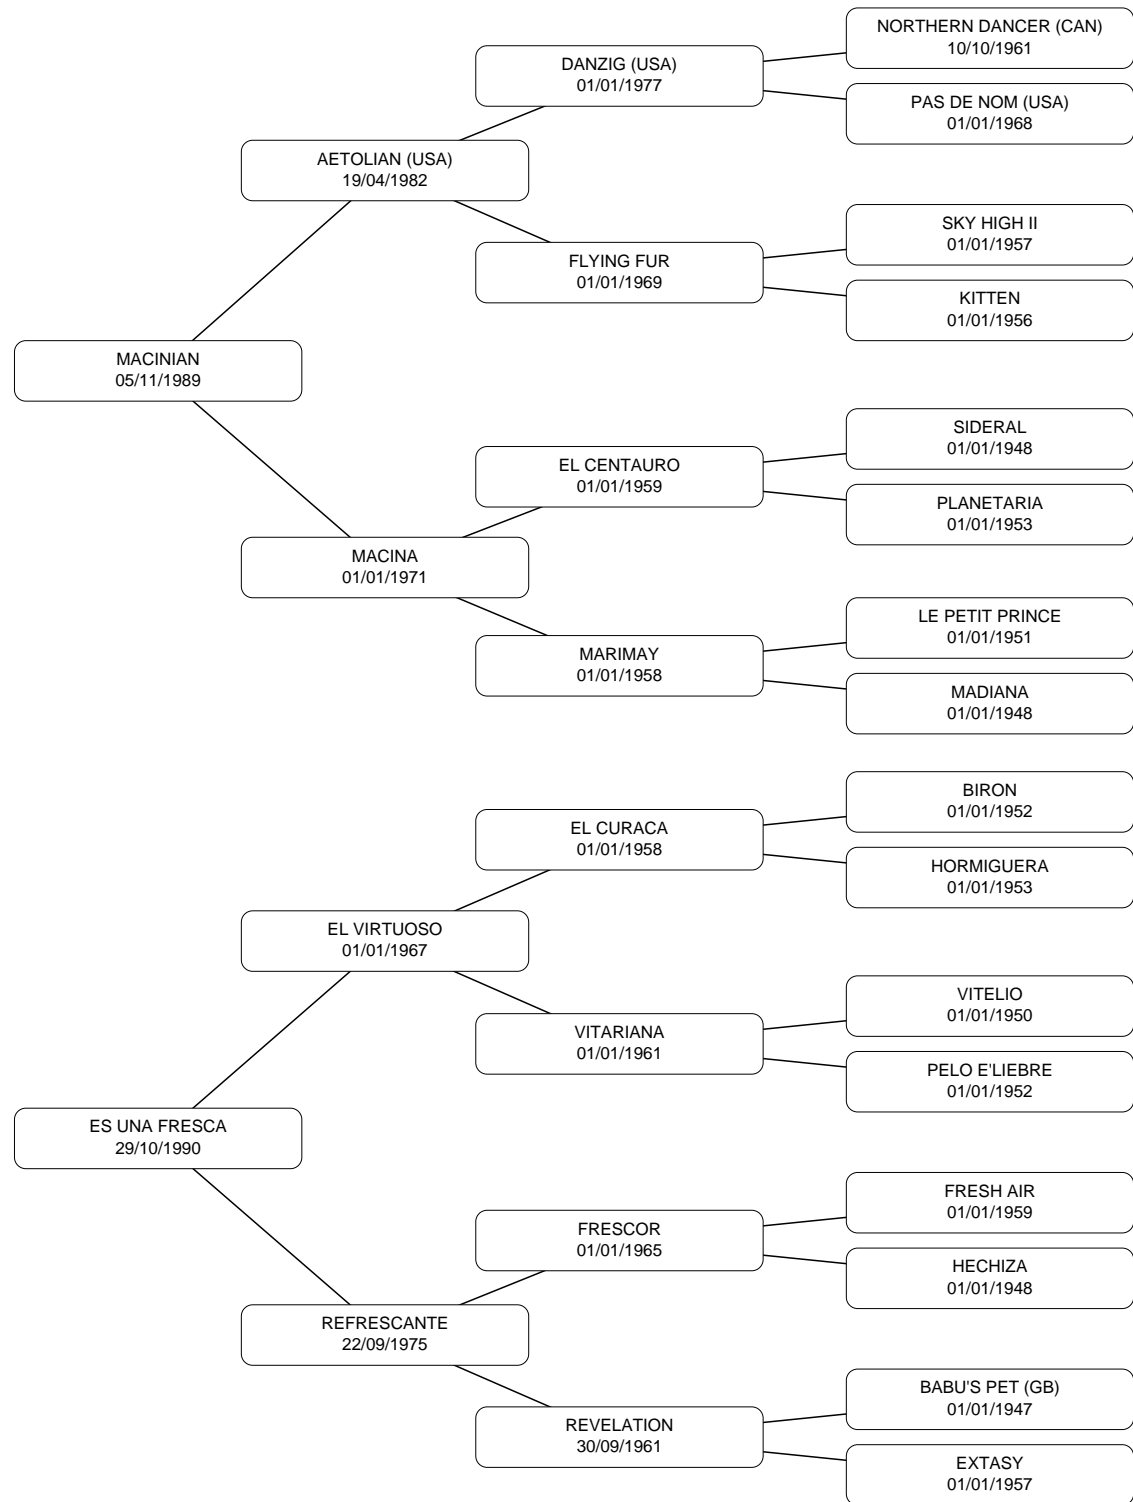 NORTHERN DANCER (CAN)
10/10/1961
DANZIG (USA)
01/01/1977
PAS DE NOM (USA)
01/01/1968
AETOLIAN (USA)
19/04/1982
SKY HIGH II
01/01/1957
FLYING FUR
01/01/1969
KITTEN
01/01/1956
MACINIAN
05/11/1989
SIDERAL
01/01/1948
EL CENTAURO
01/01/1959
PLANETARIA
01/01/1953
MACINA
01/01/1971
LE PETIT PRINCE
01/01/1951
MARIMAY
01/01/1958
MADIANA
01/01/1948
BIRON
01/01/1952
EL CURACA
01/01/1958
HORMIGUERA
01/01/1953
EL VIRTUOSO
01/01/1967
VITELIO
01/01/1950
VITARIANA
01/01/1961
PELO E'LIEBRE
01/01/1952
ES UNA FRESCA
29/10/1990
FRESH AIR
01/01/1959
FRESCOR
01/01/1965
HECHIZA
01/01/1948
REFRESCANTE
22/09/1975
BABU'S PET (GB)
01/01/1947
REVELATION
30/09/1961
EXTASY
01/01/1957